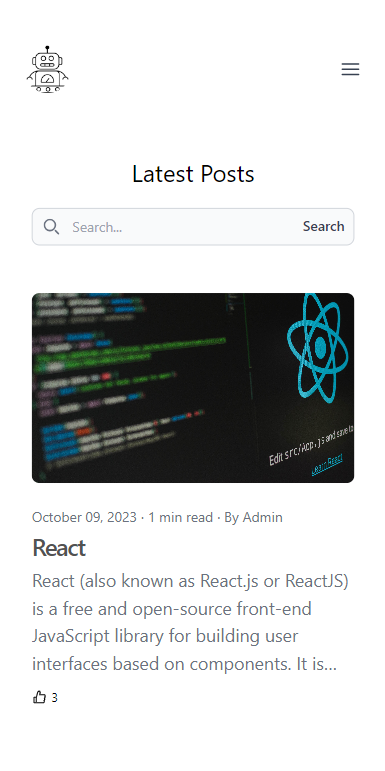 Latest Posts
Search...
Search
Edit src/App.js and save to
Learn React
October 09, 2023 · 1 min read · By Admin
React
React (also known as React.js or ReactJS)
is a free and open-source front-end
JavaScript library for building user
interfaces based on components. It is...
3